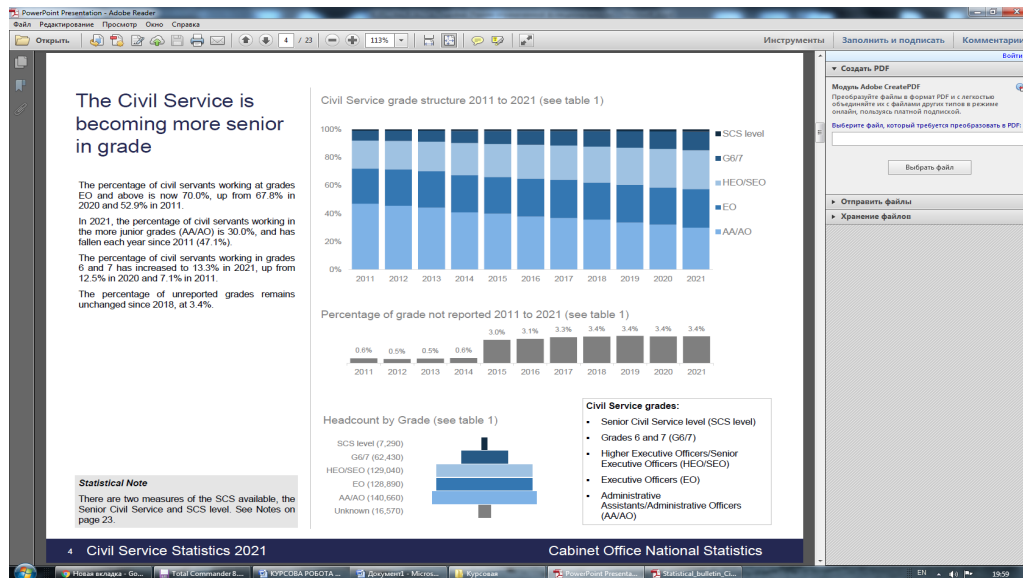 PowerPoint Presentation - Adobe Reader
Файл Редактирование Просмотр Окно Справка
Открыть 4 / 23 113% Инструменты Заполнить и подписать Комментарии
Войти
The Civil Service is
becoming more senior
in grade
The percentage of civil servants working at grades
EO and above is now 70.0%, up from 67.8% in
2020 and 52.9% in 2011.
In 2021, the percentage of civil servants working in
the more junior grades (AA/AO) is 30.0%, and has
fallen each year since 2011 (47.1%).
The percentage of civil servants working in grades
6 and 7 has increased to 13.3% in 2021, up from
12.5% in 2020 and 7.1% in 2011.
The percentage of unreported grades remains
unchanged since 2018, at 3.4%.
Statistical Note
There are two measures of the SCS available, the
Senior Civil Service and SCS level. See Notes on
page 23.
Civil Service grade structure 2011 to 2021 (see table 1)
100%
80%
60%
40%
20%
0%
2011 2012 2013 2014 2015 2016 2017 2018 2019 2020 2021
SCS level
G6/7
HEO/SEO
EO
AA/AO
Percentage of grade not reported 2011 to 2021 (see table 1)
0.6% 0.5% 0.5% 0.6% 3.0% 3.1% 3.3% 3.4% 3.4% 3.4% 3.4%
2011 2012 2013 2014 2015 2016 2017 2018 2019 2020 2021
Headcount by Grade (see table 1)
SCS level (7,290)
G6/7 (62,430)
HEO/SEO (129,040)
EO (128,890)
AA/AO (140,660)
Unknown (16,570)
Civil Service grades:
• Senior Civil Service level (SCS level)
• Grades 6 and 7 (G6/7)
• Higher Executive Officers/Senior
Executive Officers (HEO/SEO)
• Executive Officers (EO)
• Administrative
Assistants/Administrative Officers
(AA/AO)
4 Civil Service Statistics 2021 Cabinet Office National Statistics
Создать PDF
Модуль Adobe CreatePDF
Преобразуйте файлы в формат PDF и с легкостью
объединяйте их с файлами других типов в режиме
онлайн, пользуясь платной подпиской.
Выберите файл, который требуется преобразовать в PDF:
Выбрать файл
Отправить файлы
Хранение файлов
Новая вкладка - Go... Total Commander 8.... КУРСОВА РОБОТА ... Документ1 - Micros... Курсовая PowerPoint Presenta... Statistical_bulletin_Ci... EN 19:59